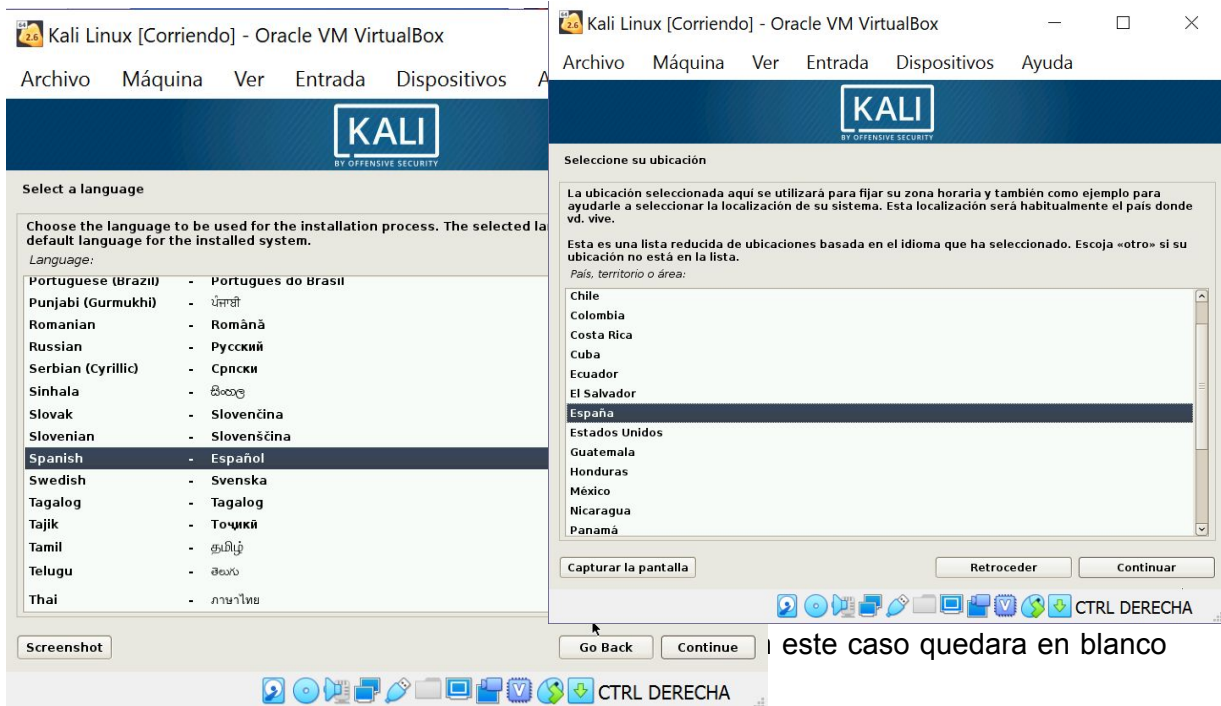 Kali Linux [Corriendo] - Oracle VM VirtualBox
Archivo Máquina Ver Entrada Dispositivos
KALI
BY OFFENSIVE SECURITY
Select a language
Choose the language to be used for the installation process. The selected
default language for the installed system.
Language:
Portuguese (Brazil) - Português do Brasil
Punjabi (Gurmukhi) - ਪੰਜਾਬੀ
Romanian - Română
Russian - Русский
Serbian (Cyrillic) - Српски
Sinhala - සිංහල
Slovak - Slovenčina
Slovenian - Slovenščina
Spanish - Español
Swedish - Svenska
Tagalog - Tagalog
Tajik - Тоҷикӣ
Tamil - தமிழ்
Telugu - తెలుగు
Thai - ภาษาไทย
Screenshot Go Back Continue
CTRL DERECHA
Kali Linux [Corriendo] - Oracle VM VirtualBox
Archivo Máquina Ver Entrada Dispositivos Ayuda
KALI
BY OFFENSIVE SECURITY
Seleccione su ubicación
La ubicación seleccionada aquí se utilizará para fijar su zona horaria y también como ejemplo para
ayudarle a seleccionar la localización de su sistema. Esta localización será habitualmente el país donde
vd. vive.
Esta es una lista reducida de ubicaciones basada en el idioma que ha seleccionado. Escoja «otro» si su
ubicación no está en la lista.
País, territorio o área:
Chile
Colombia
Costa Rica
Cuba
Ecuador
El Salvador
España
Estados Unidos
Guatemala
Honduras
México
Nicaragua
Panamá
Capturar la pantalla Retroceder Continuar
CTRL DERECHA
este caso quedara en blanco